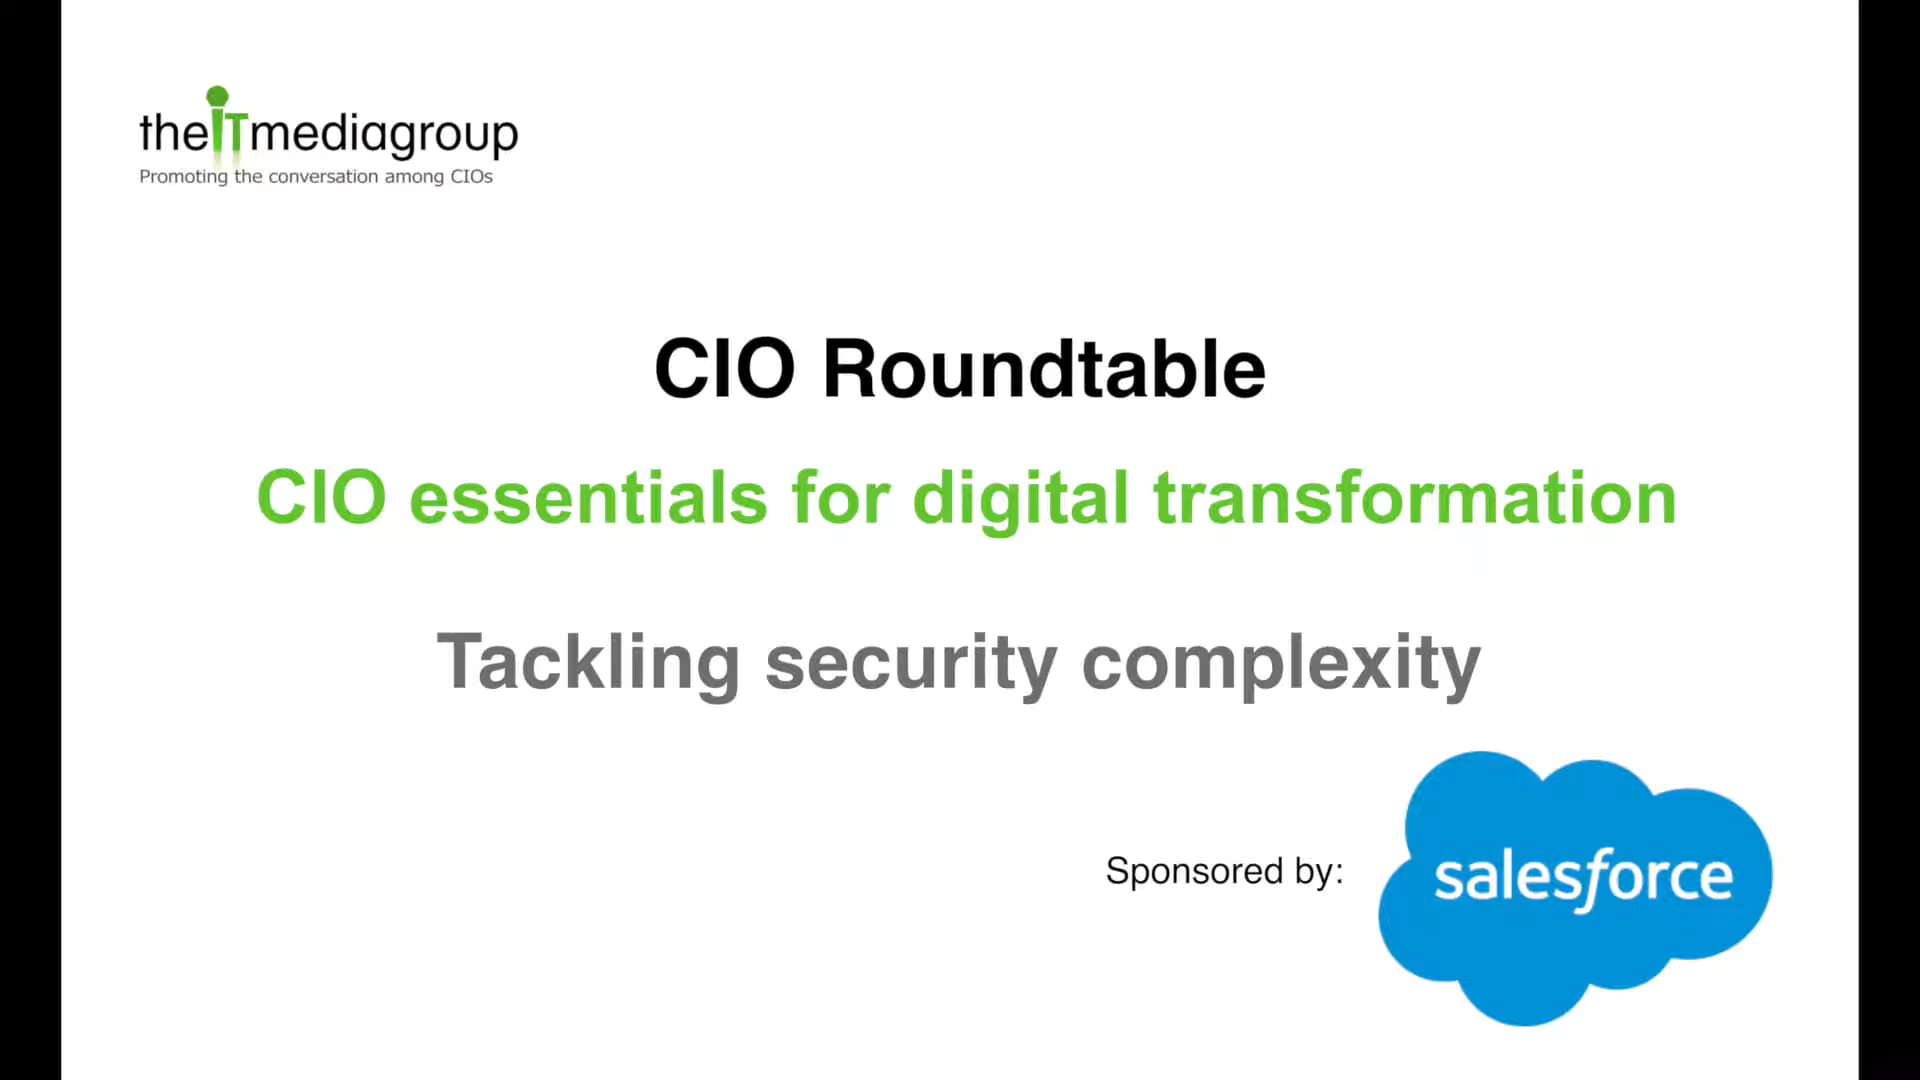 theITmediagroup
Promoting the conversation among CIOs
CIO Roundtable
CIO essentials for digital transformation
Tackling security complexity
Sponsored by:
salesforce